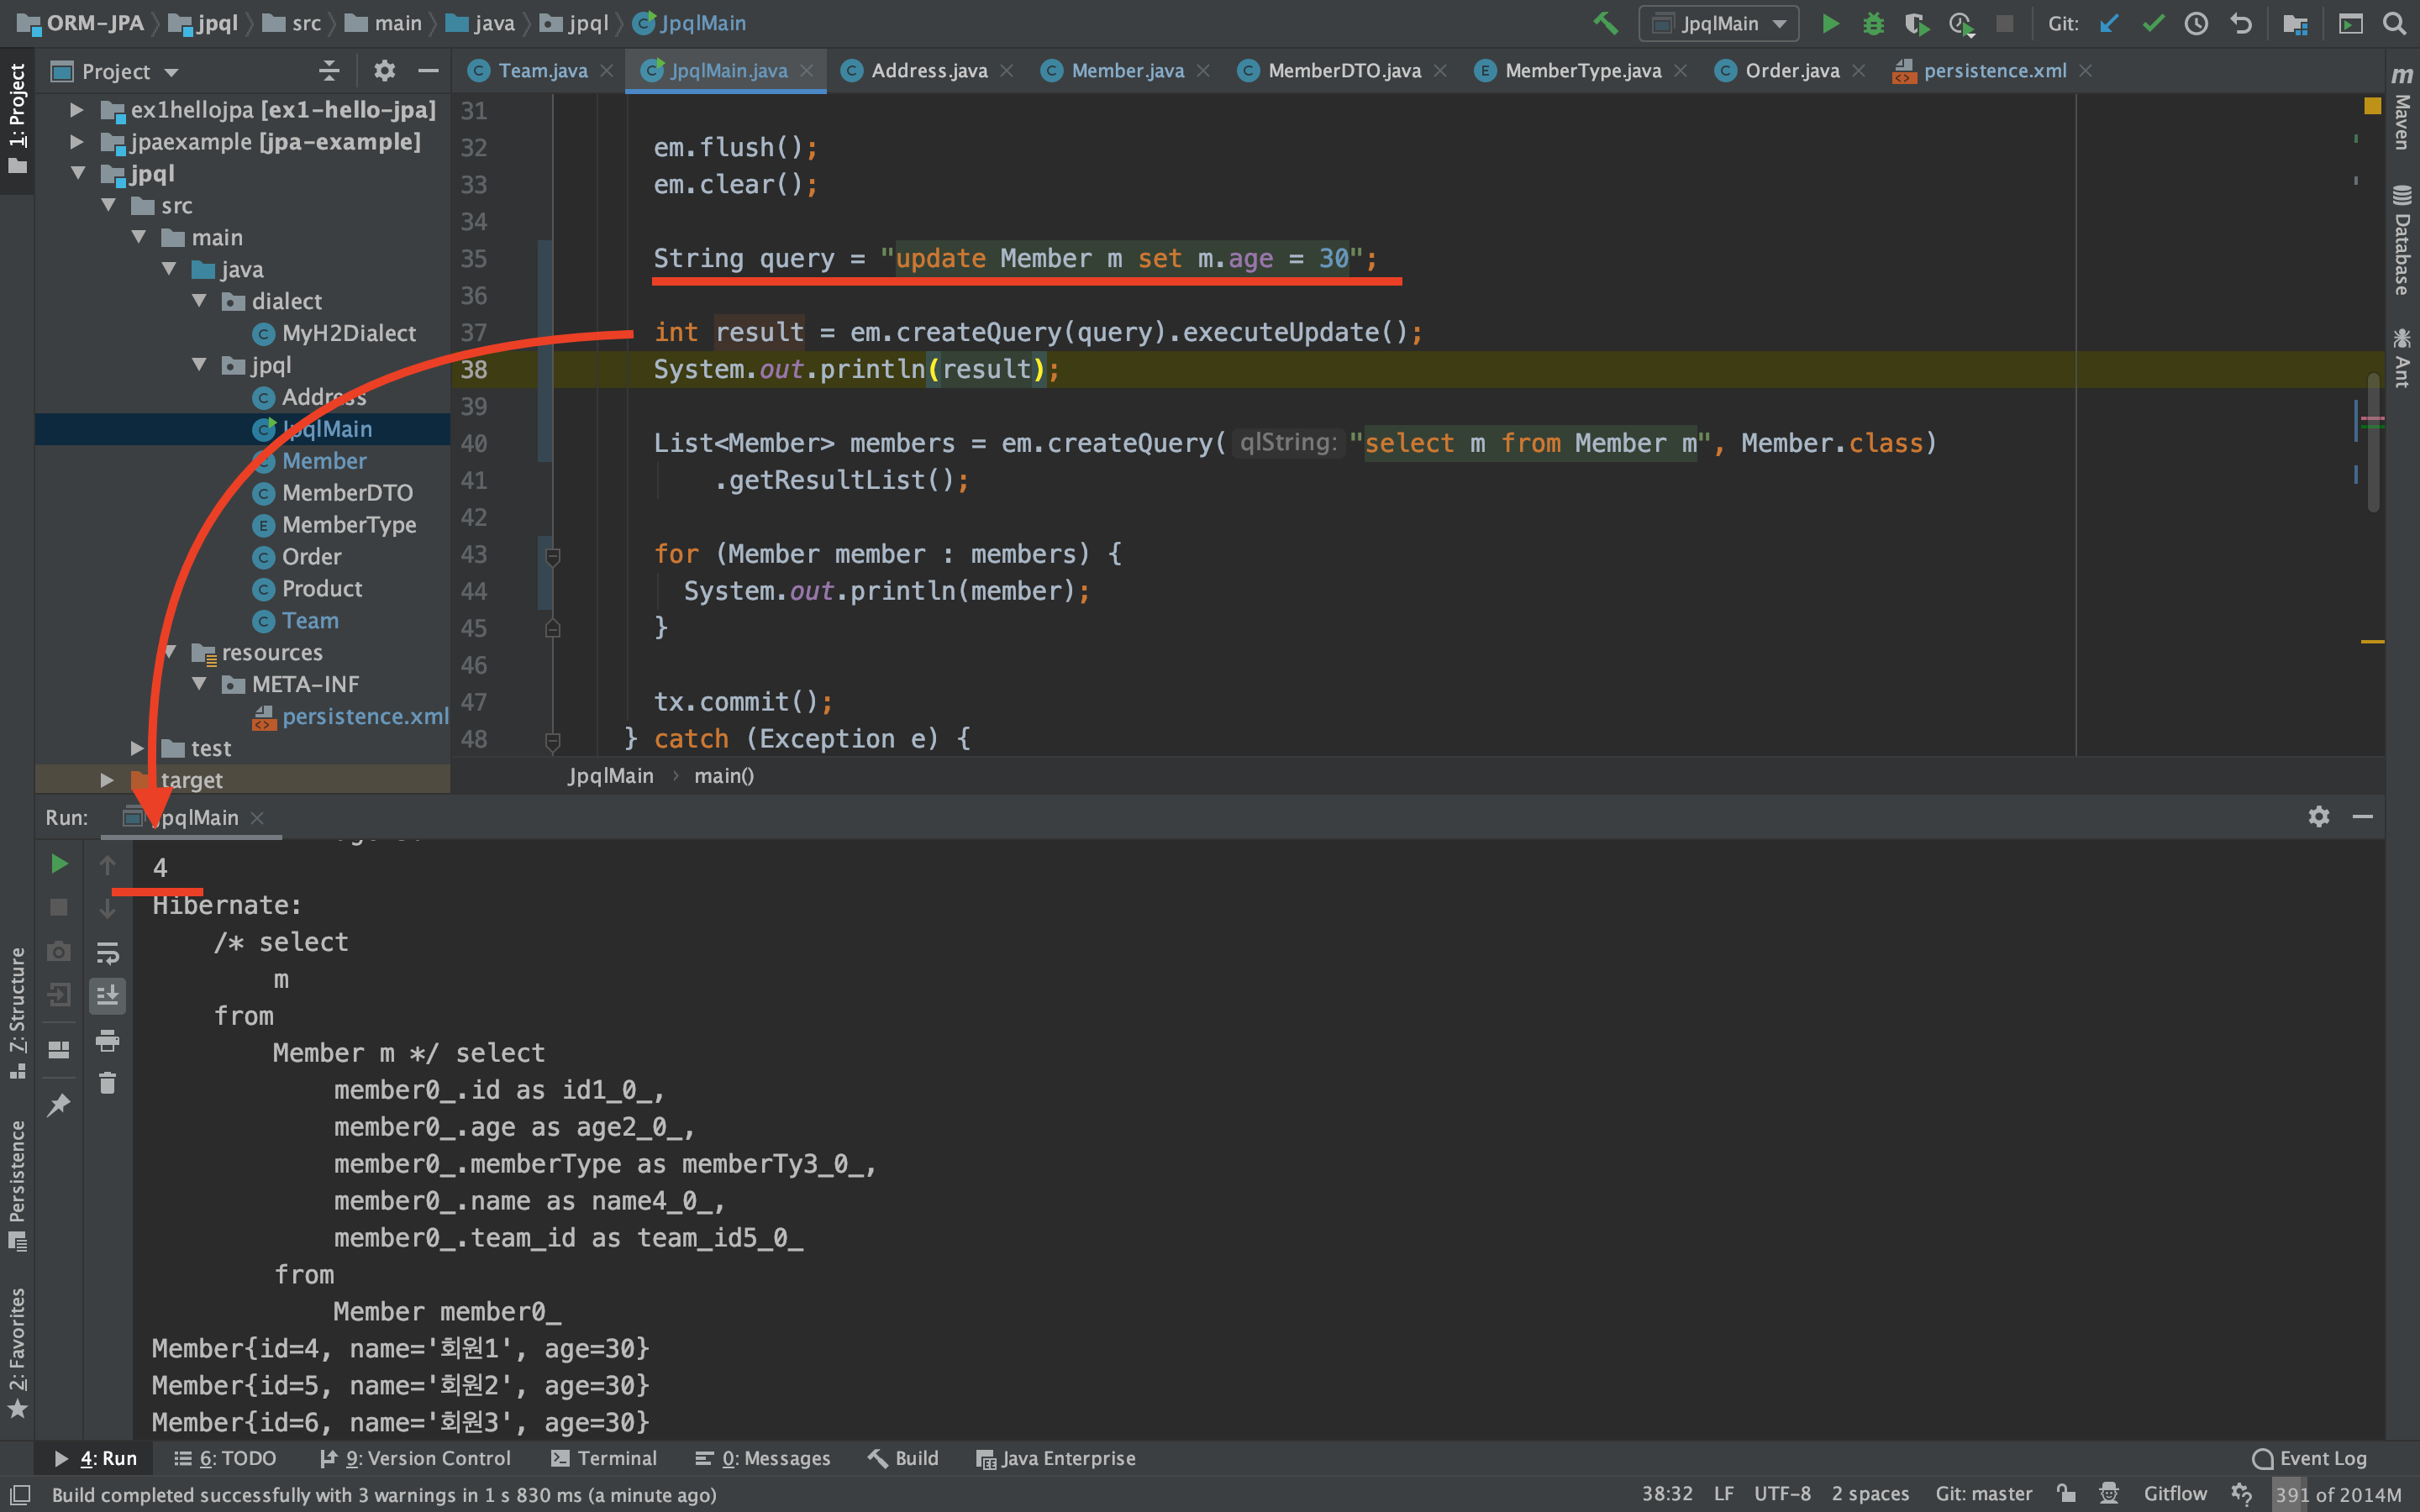 ORM-JPA jpql src main java jpql JpqlMain
JpqlMain Git:
1: Project
Project
Team.java JpqlMain.java Address.java Member.java MemberDTO.java MemberType.java Order.java persistence.xml
Maven
Database
Ant
ex1hellojpa [ex1-hello-jpa]
jpaexample [jpa-example]
jpql
src
main
java
dialect
MyH2Dialect
jpql
Address
JpqlMain
Member
MemberDTO
MemberType
Order
Product
Team
resources
META-INF
persistence.xml
test
target
31
32 em.flush();
33 em.clear();
34
35 String query = "update Member m set m.age = 30";
36
37 int result = em.createQuery(query).executeUpdate();
38 System.out.println(result);
39
40 List<Member> members = em.createQuery( qlString: "select m from Member m", Member.class)
41 .getResultList();
42
43 for (Member member : members) {
44 System.out.println(member);
45 }
46
47 tx.commit();
48 } catch (Exception e) {
JpqlMain main()
Run: JpqlMain
4
Hibernate:
/* select
m
from
Member m */ select
member0_.id as id1_0_,
member0_.age as age2_0_,
member0_.memberType as memberTy3_0_,
member0_.name as name4_0_,
member0_.team_id as team_id5_0_
from
Member member0_
Member{id=4, name='회원1', age=30}
Member{id=5, name='회원2', age=30}
Member{id=6, name='회원3', age=30}
7: Structure
Persistence
2: Favorites
4: Run 6: TODO 9: Version Control Terminal 0: Messages Build Java Enterprise Event Log
Build completed successfully with 3 warnings in 1 s 830 ms (a minute ago) 38:32 LF UTF-8 2 spaces Git: master Gitflow 391 of 2014M